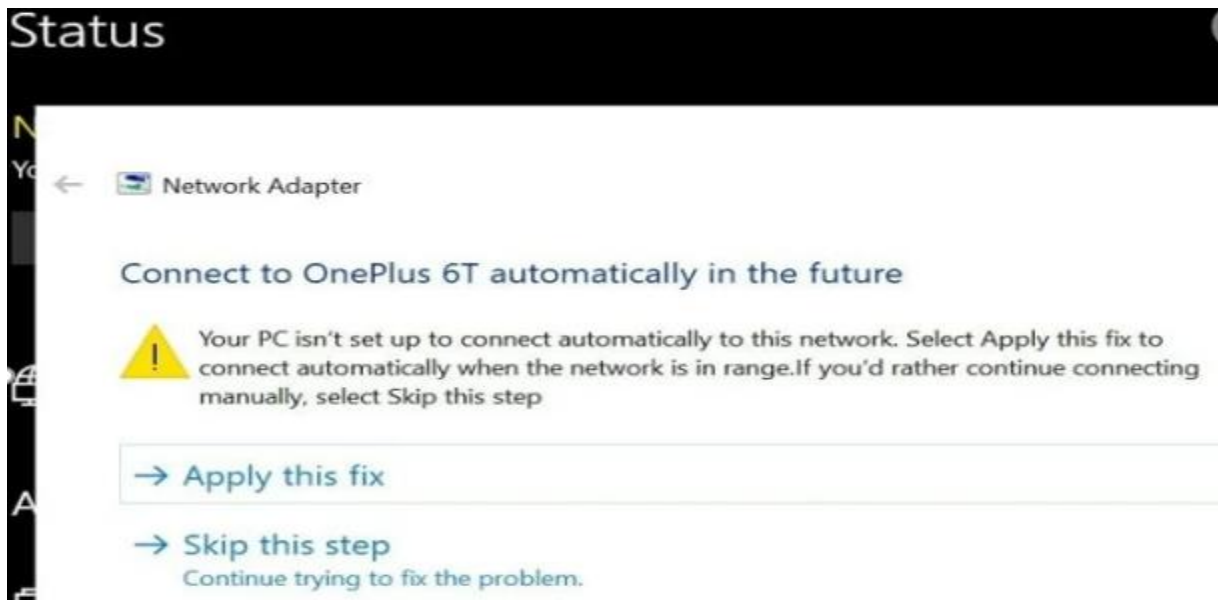 Status
N
Yo
Network Adapter
Connect to OnePlus 6T automatically in the future
Your PC isn't set up to connect automatically to this network. Select Apply this fix to
connect automatically when the network is in range.If you'd rather continue connecting
manually, select Skip this step
→ Apply this fix
A
→ Skip this step
Continue trying to fix the problem.